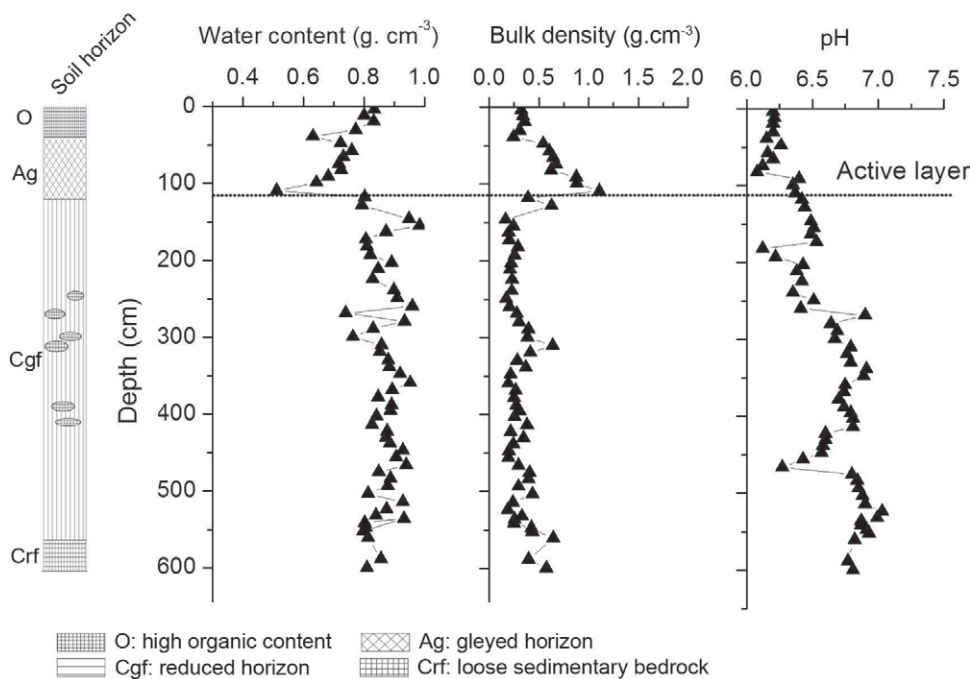 Water content (g. cm-3) Bulk density (g.cm-3) pH
Soil horizon
0.4 0.6 0.8 1.0 0.0 0.5 1.0 1.5 2.0 6.0 6.5 7.0 7.5
0
O
Ag
100
Active layer
200
300
Cgf
Depth (cm)
400
500
Crf
600
O: high organic content Ag: gleyed horizon
Cgf: reduced horizon Crf: loose sedimentary bedrock